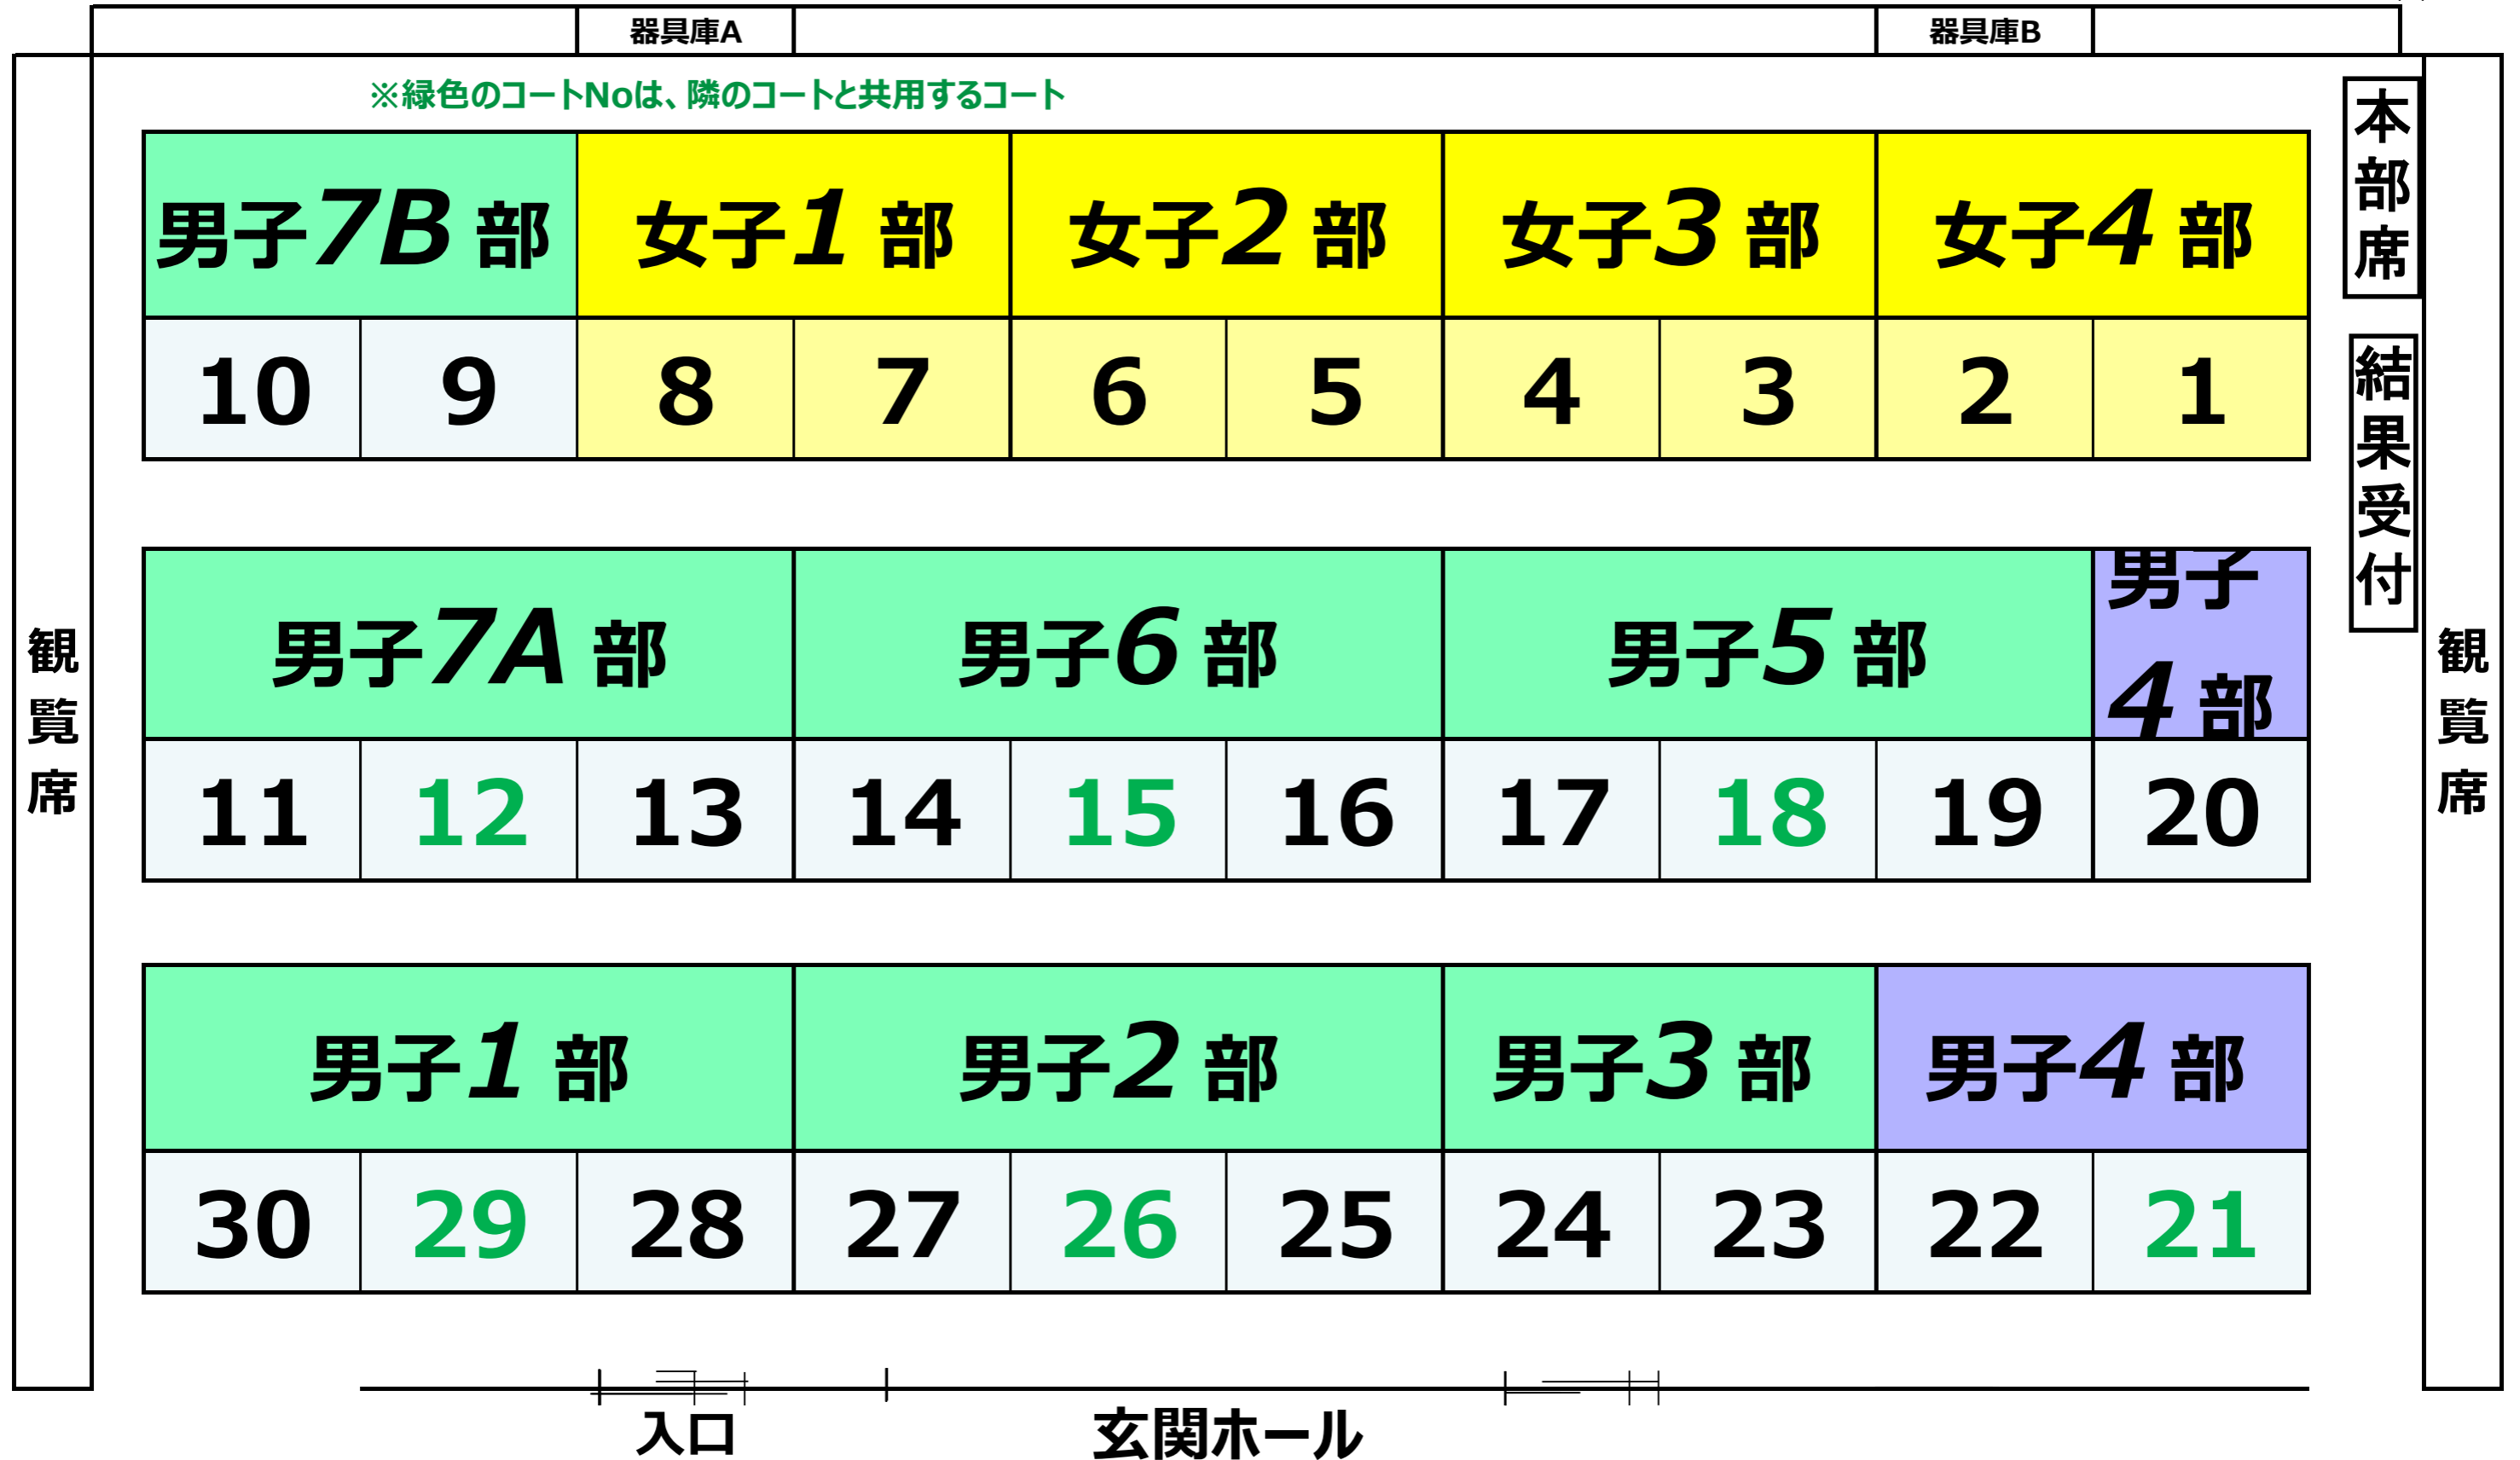 器具庫A
器具庫B
※緑色のコートNoは、隣のコートと共用するコート
本部席
男子7B 部
女子1 部
女子2 部
女子3 部
女子4 部
10 9 8 7 6 5 4 3 2 1
結果受付
観覧席
観覧席
男子7A 部
男子6 部
男子5 部
男子
4 部
11 12 13 14 15 16 17 18 19 20
男子1 部
男子2 部
男子3 部
男子4 部
30 29 28 27 26 25 24 23 22 21
入口
玄関ホール